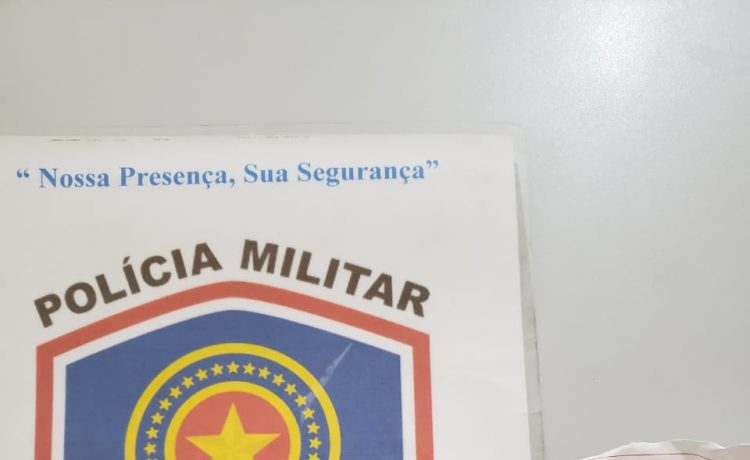 “ Nossa Presença, Sua Segurança”
POLÍCIA MILITAR